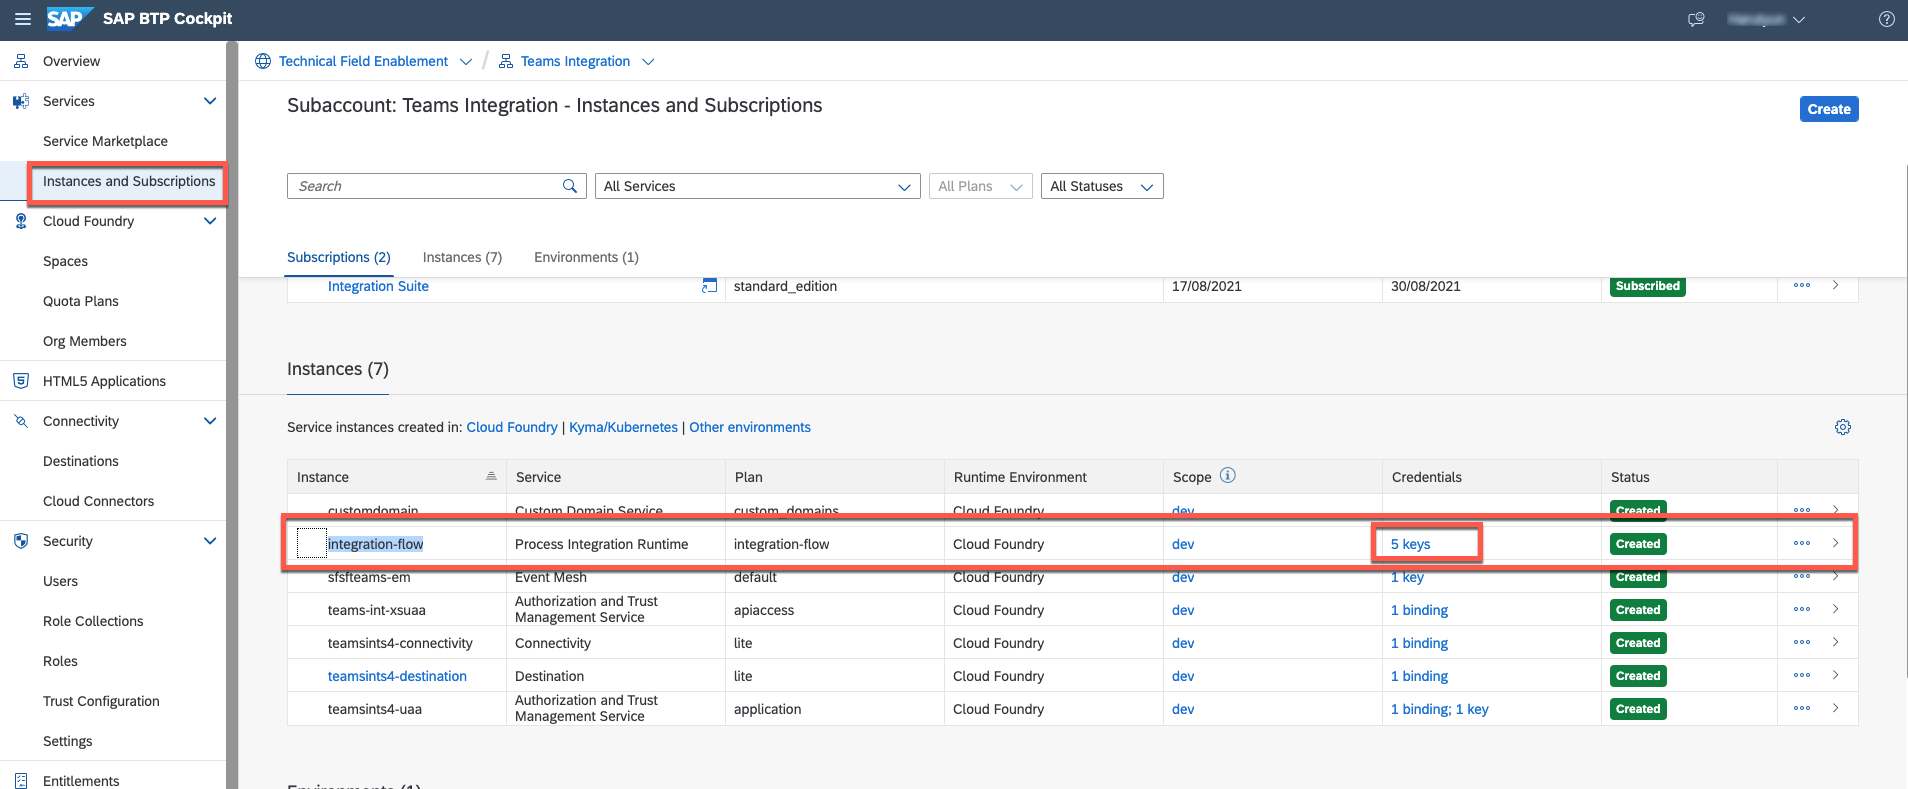 SAP SAP BTP Cockpit
Overview
Services
Service Marketplace
Instances and Subscriptions
Cloud Foundry
Spaces
Quota Plans
Org Members
HTML5 Applications
Connectivity
Destinations
Cloud Connectors
Security
Users
Role Collections
Roles
Trust Configuration
Settings
Entitlements
Technical Field Enablement / Teams Integration
Subaccount: Teams Integration - Instances and Subscriptions
Create
Search All Services All Plans All Statuses
Subscriptions (2) Instances (7) Environments (1)
Integration Suite standard_edition 17/08/2021 30/08/2021 Subscribed
Instances (7)
Service instances created in: Cloud Foundry | Kyma/Kubernetes | Other environments
Instance Service Plan Runtime Environment Scope Credentials Status
customdomain Custom Domain Service custom_domains Cloud Foundry dev Created
integration-flow Process Integration Runtime integration-flow Cloud Foundry dev 5 keys Created
sfsfteams-em Event Mesh default Cloud Foundry dev 1 key Created
teams-int-xsuaa Authorization and Trust Management Service apiaccess Cloud Foundry dev 1 binding Created
teamsints4-connectivity Connectivity lite Cloud Foundry dev 1 binding Created
teamsints4-destination Destination lite Cloud Foundry dev 1 binding Created
teamsints4-uaa Authorization and Trust Management Service application Cloud Foundry dev 1 binding; 1 key Created
Environments (1)